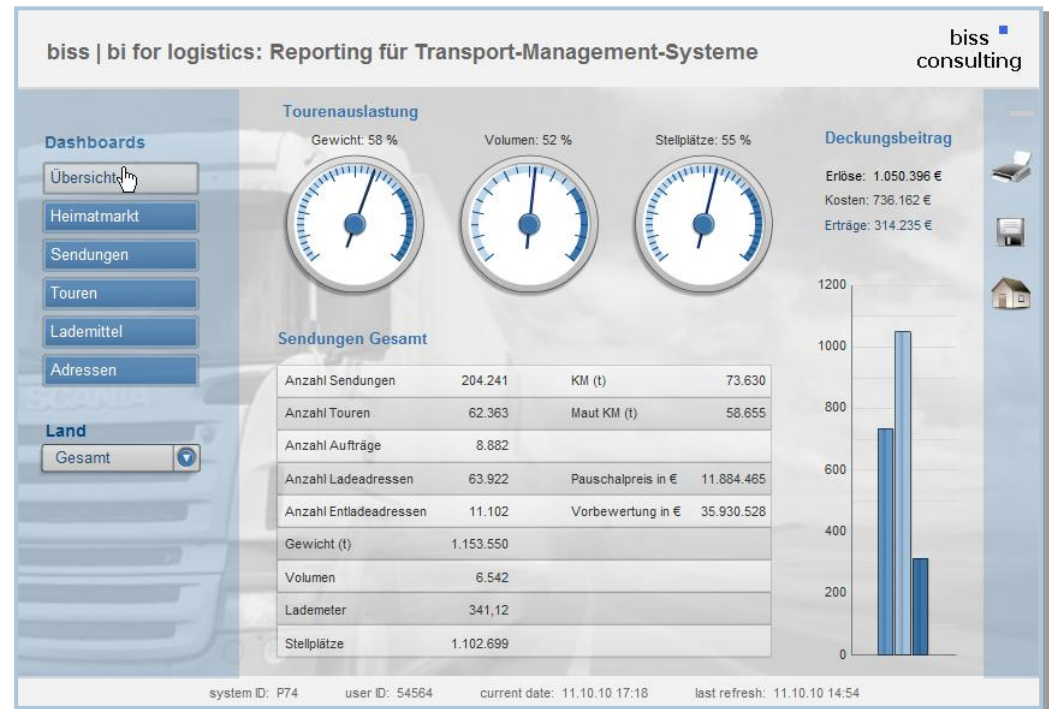 biss | bi for logistics: Reporting für Transport-Management-Systeme
biss
consulting
Dashboards
Übersicht
Heimatmarkt
Sendungen
Touren
Lademittel
Adressen
Land
Gesamt
SCANIA
Tourenauslastung
Gewicht: 58 %
Volumen: 52 %
Stellplätze: 55 %
Sendungen Gesamt
Anzahl Sendungen 204.241 KM (t) 73.630
Anzahl Touren 62.363 Maut KM (t) 58.655
Anzahl Aufträge 8.882
Anzahl Ladeadressen 63.922 Pauschalpreis in € 11.884.465
Anzahl Entladeadressen 11.102 Vorbewertung in € 35.930.528
Gewicht (t) 1.153.550
Volumen 6.542
Lademeter 341,12
Stellplätze 1.102.699
Deckungsbeitrag
Erlöse: 1.050.396 €
Kosten: 736.162 €
Erträge: 314.235 €
1200
1000
800
600
400
200
0
system ID: P74 user ID: 54564 current date: 11.10.10 17:18 last refresh: 11.10.10 14:54